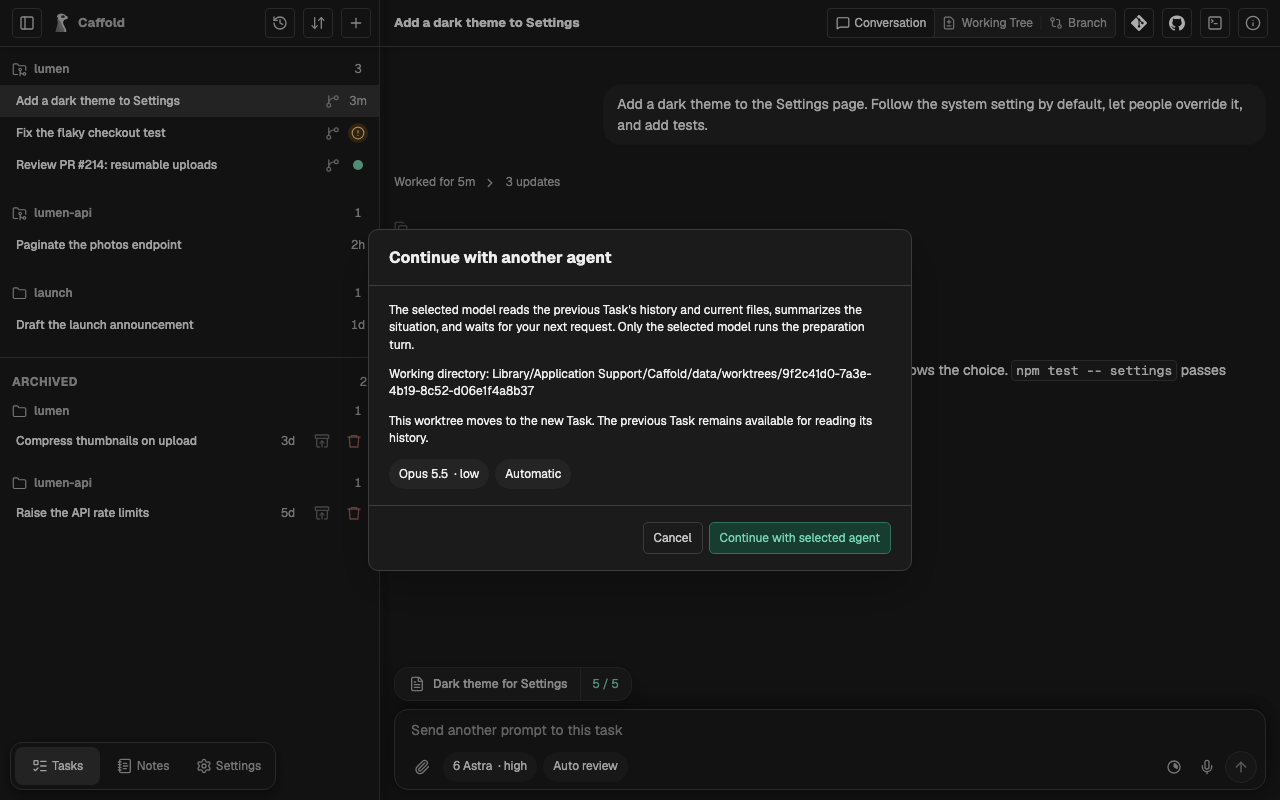 Caffold
Add a dark theme to Settings
Conversation
Working Tree
Branch
lumen 3
Add a dark theme to Settings 3m
Fix the flaky checkout test
Review PR #214: resumable uploads
lumen-api 1
Paginate the photos endpoint 2h
launch 1
Draft the launch announcement 1d
ARCHIVED 2
lumen 1
Compress thumbnails on upload 3d
lumen-api 1
Raise the API rate limits 5d
Tasks
Notes
Settings
Add a dark theme to the Settings page. Follow the system setting by default, let people override it,
and add tests.
Worked for 5m
3 updates
Continue with another agent
The selected model reads the previous Task's history and current files, summarizes the
situation, and waits for your next request. Only the selected model runs the preparation
turn.
Working directory: Library/Application Support/Caffold/data/worktrees/9f2c41d0-7a3e-
4b19-8c52-d06e1f4a8b37
This worktree moves to the new Task. The previous Task remains available for reading its
history.
Opus 5.5 · low
Automatic
Cancel
Continue with selected agent
the choice. npm test -- settings passes
Dark theme for Settings 5 / 5
Send another prompt to this task
6 Astra · high
Auto review